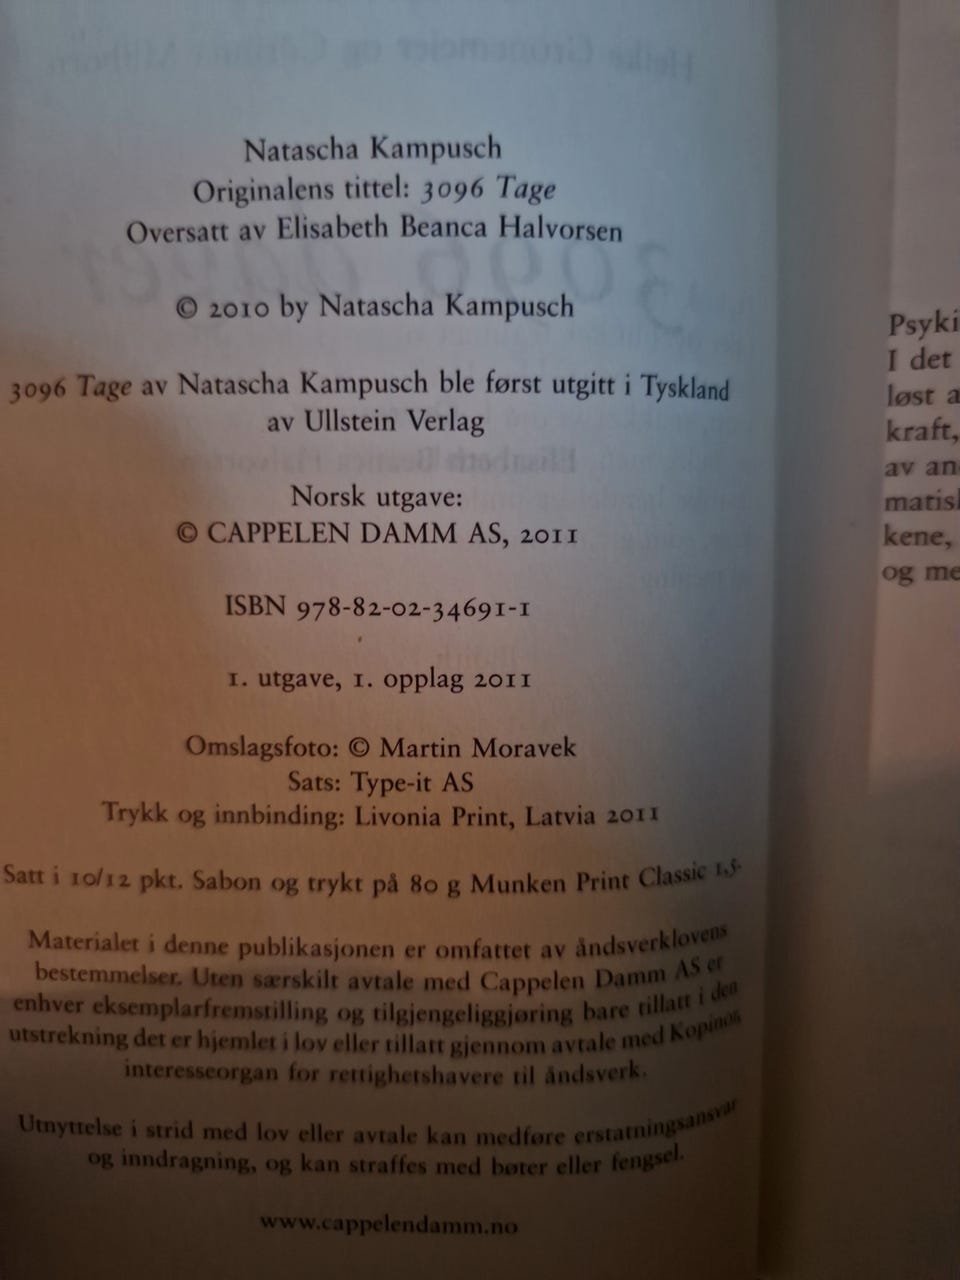 Natascha Kampusch
Originalens tittel: 3096 Tage
Oversatt av Elisabeth Beanca Halvorsen
© 2010 by Natascha Kampusch
3096 Tage av Natascha Kampusch ble først utgitt i Tyskland
av Ullstein Verlag
Norsk utgave:
© CAPPELEN DAMM AS, 2011
ISBN 978-82-02-34691-1
1. utgave, 1. opplag 2011
Omslagsfoto: © Martin Moravek
Sats: Type-it AS
Trykk og innbinding: Livonia Print, Latvia 2011
Satt i 10/12 pkt. Sabon og trykt på 80 g Munken Print Classic 1,5.
Materialet i denne publikasjonen er omfattet av åndsverklovens
bestemmelser. Uten særskilt avtale med Cappelen Damm AS er
enhver eksemplarfremstilling og tilgjengeliggjøring bare tillatt i den
utstrekning det er hjemlet i lov eller tillatt gjennom avtale med Kopinor,
interesseorgan for rettighetshavere til åndsverk.
Utnyttelse i strid med lov eller avtale kan medføre erstatningsansvar
og inndragning, og kan straffes med bøter eller fengsel.
www.cappelendamm.no
Psyki
I det
løst a
kraft,
av an
matisk
kene,
og me